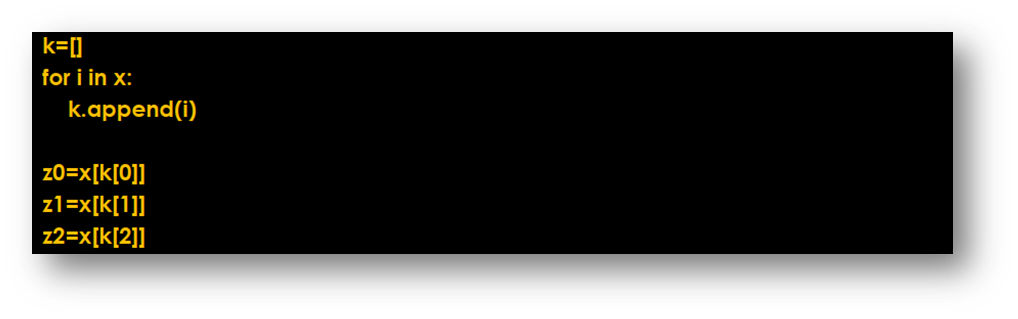 k=[]
for i in x:
    k.append(i)

z0=x[k[0]]
z1=x[k[1]]
z2=x[k[2]]